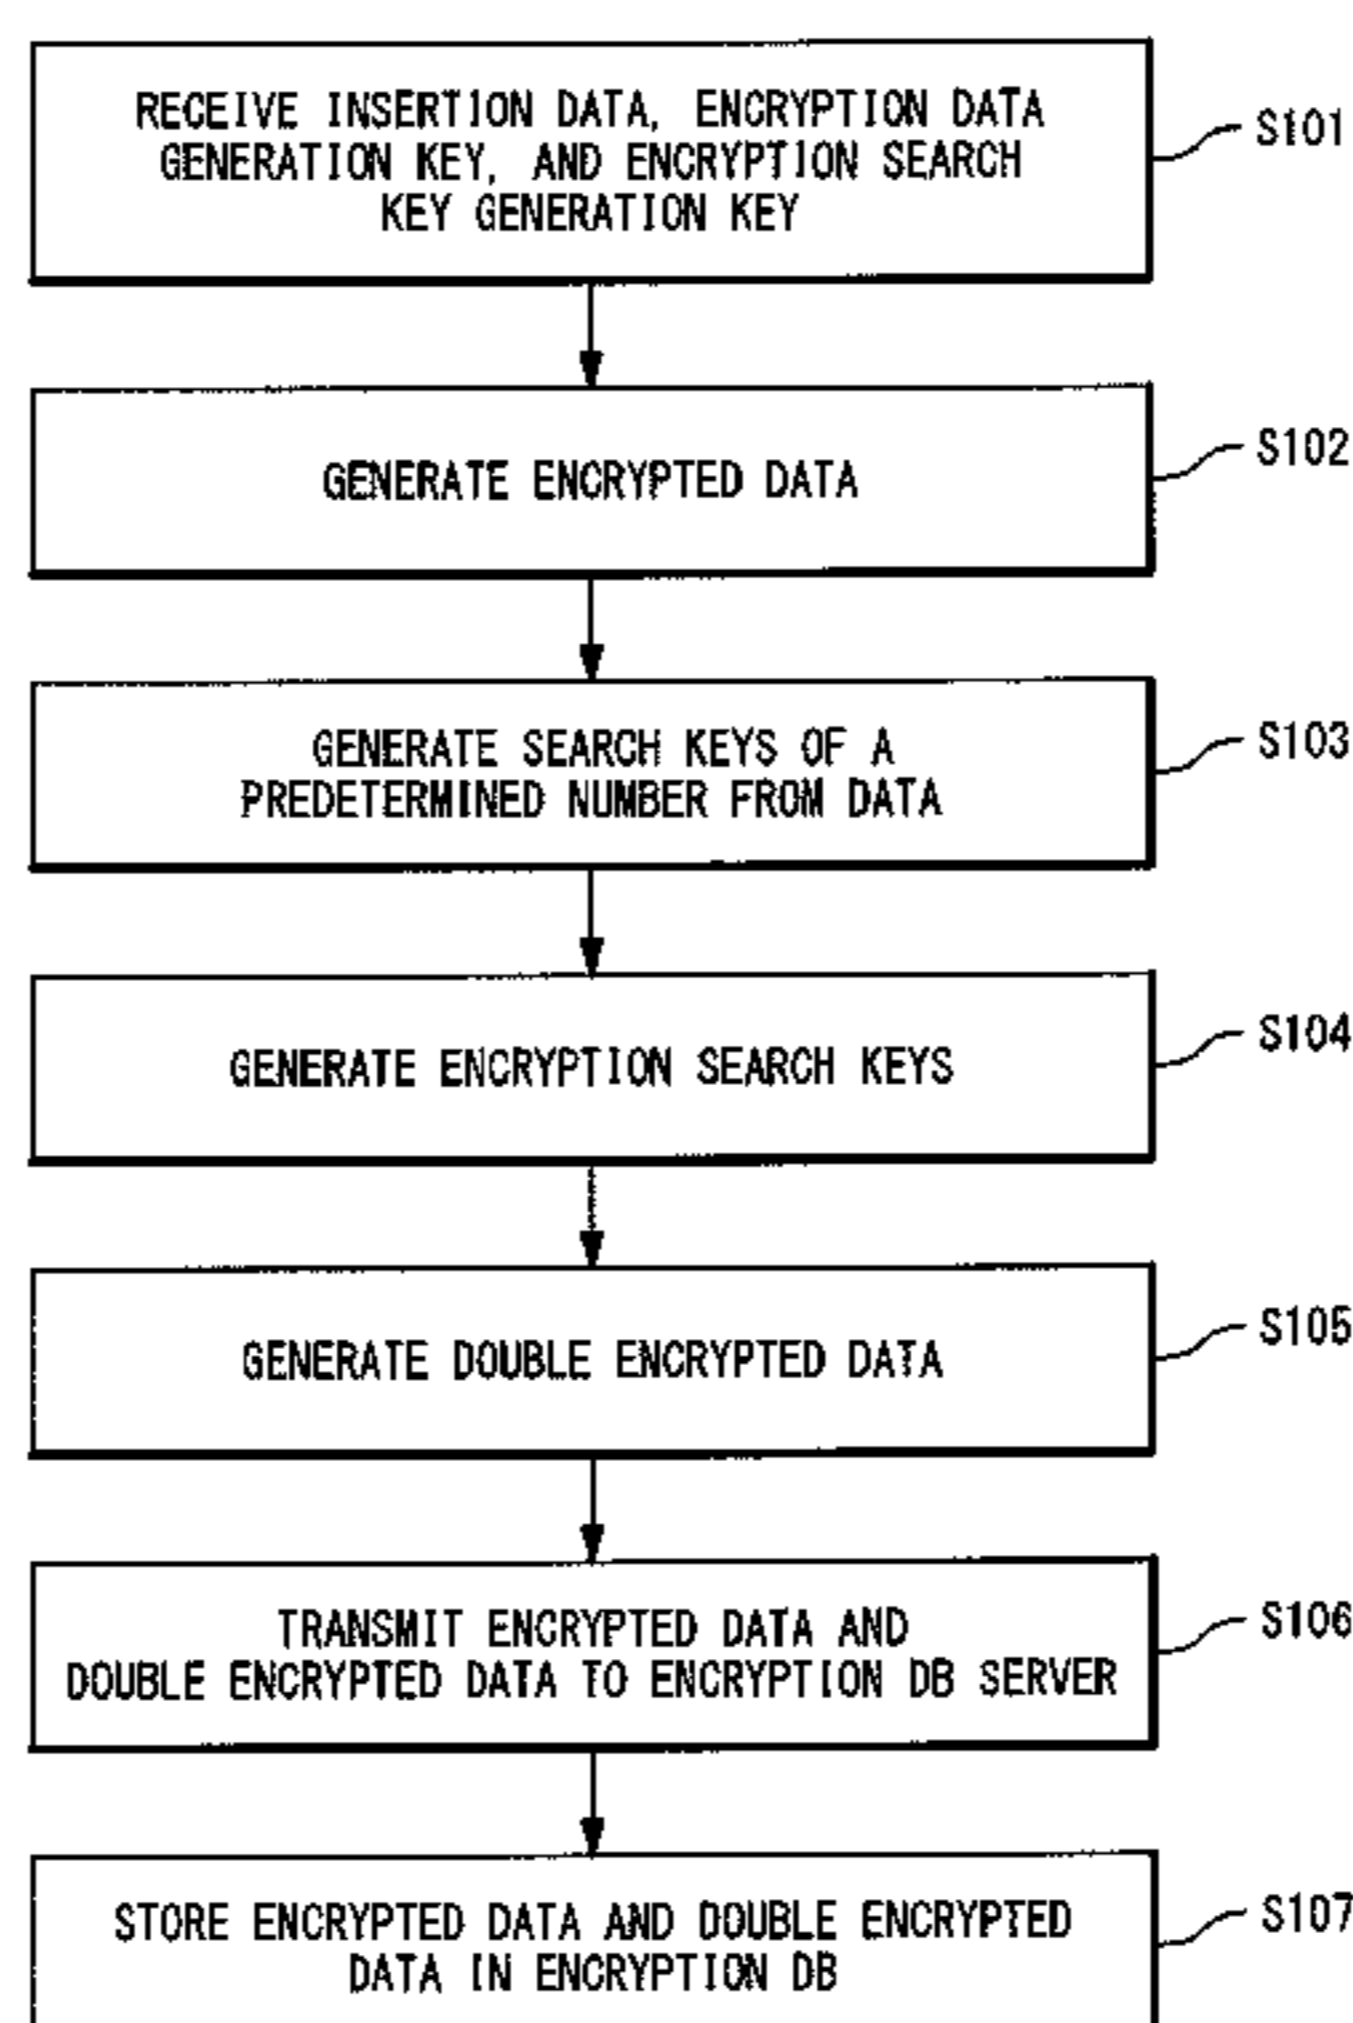 RECEIVE INSERTION DATA, ENCRYPTION DATA
GENERATION KEY, AND ENCRYPTION SEARCH
KEY GENERATION KEY
S101
GENERATE ENCRYPTED DATA
S102
GENERATE SEARCH KEYS OF A
PREDETERMINED NUMBER FROM DATA
S103
GENERATE ENCRYPTION SEARCH KEYS
S104
GENERATE DOUBLE ENCRYPTED DATA
S105
TRANSMIT ENCRYPTED DATA AND
DOUBLE ENCRYPTED DATA TO ENCRYPTION DB SERVER
S106
STORE ENCRYPTED DATA AND DOUBLE ENCRYPTED
DATA IN ENCRYPTION DB
S107